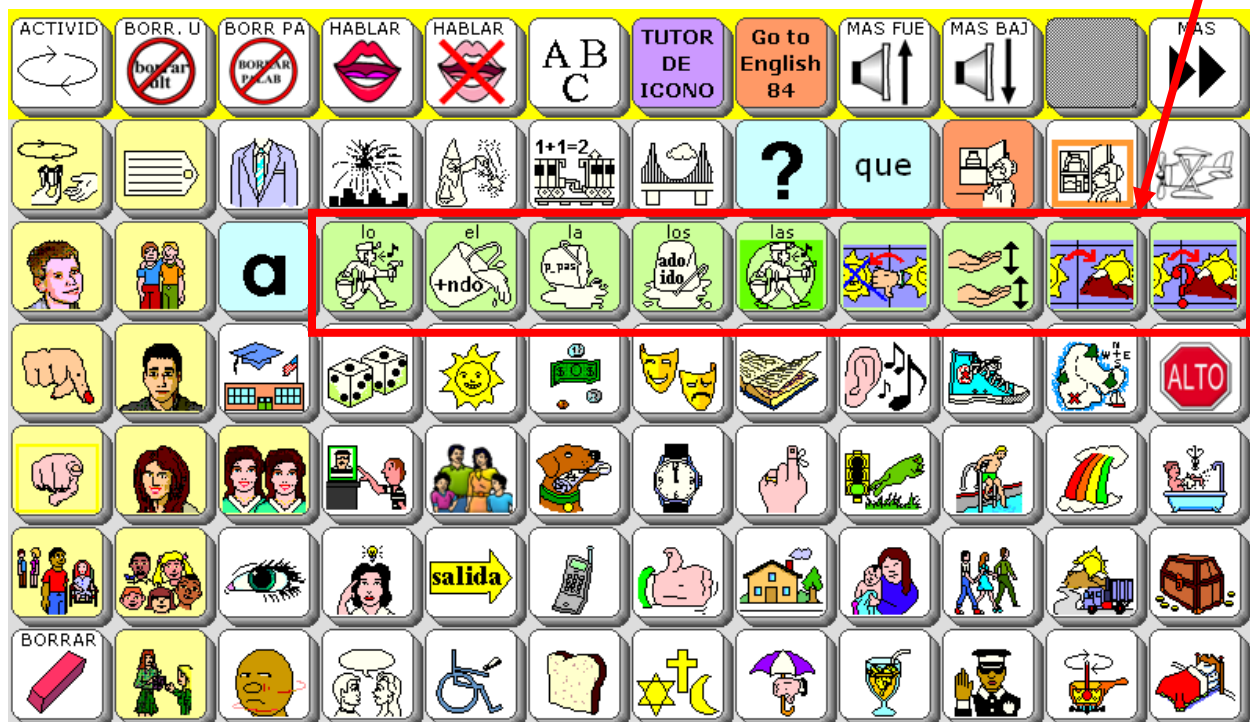 ACTIVID
BORR. U
BORR PA
HABLAR
HABLAR
MAS FUE
MAS BAJ
MAS
borrar
ult
BORRAR
PALAB
A B
C
TUTOR
DE
ICONO
Go to
English
84
1+1=2
?
que
a
lo
el
+ndo
la
p_pas
los
ado/
ido
las
?
N
W+E
S
ALTO
salida
BORRAR